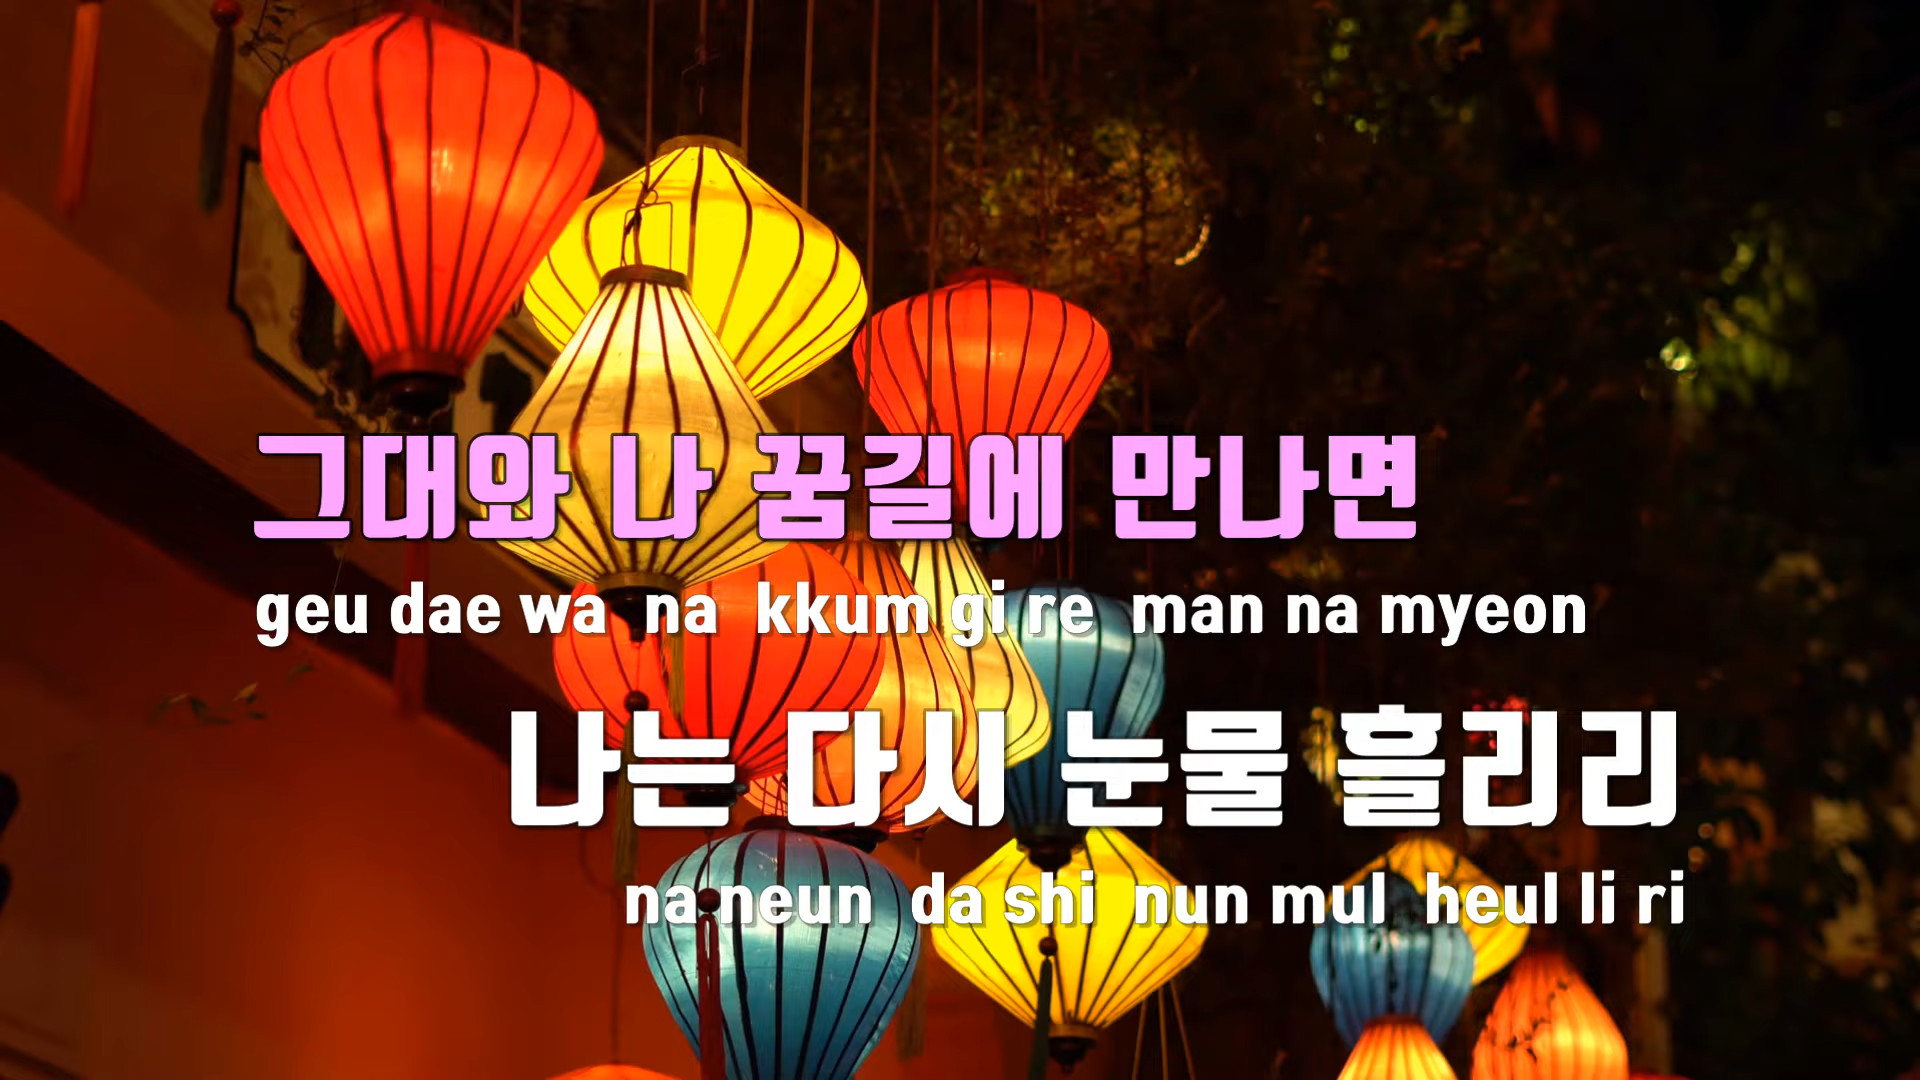 그대와 나 꿈길에 만나면
geu dae wa na kkum gi re man na myeon
나는 다시 눈물 흘리리
na neun da shi nun mul heul li ri